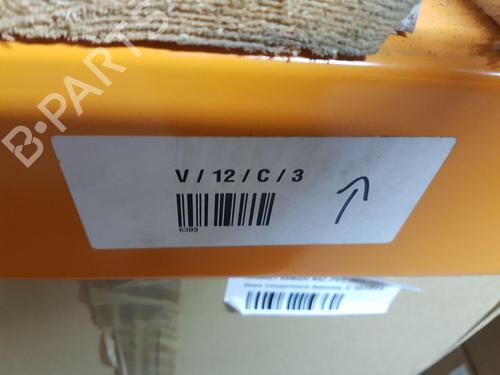 B-PARTS
V / 12 / C / 3
6389
Glove Compartment Assembly